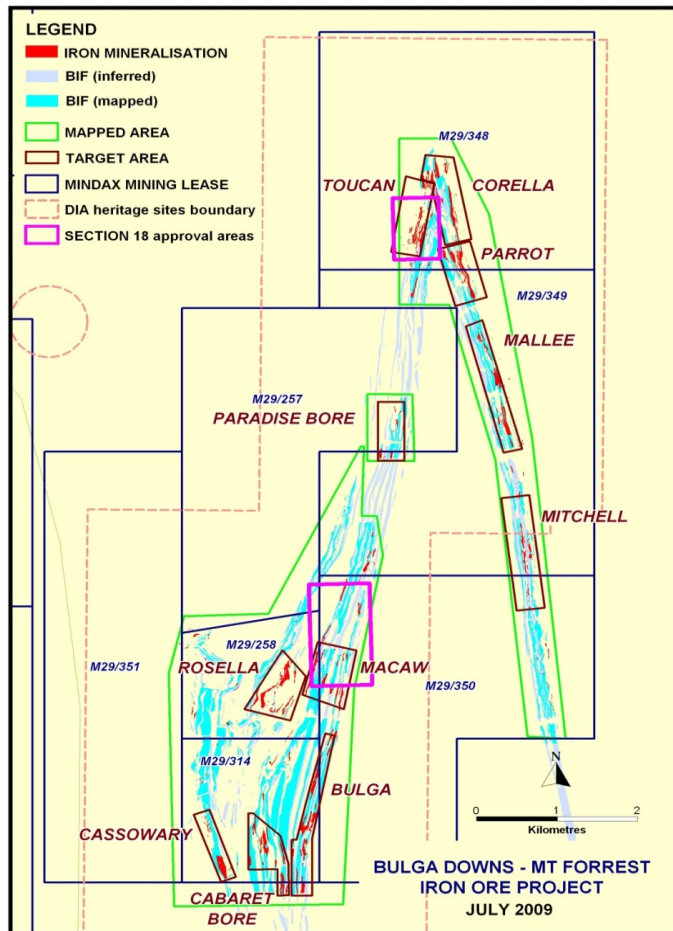 LEGEND
IRON MINERALISATION
BIF (inferred)
BIF (mapped)
MAPPED AREA
TARGET AREA
MINDAX MINING LEASE
DIA heritage sites boundary
SECTION 18 approval areas
M29/348
TOUCAN
CORELLA
PARROT
M29/349
MALLEE
M29/257
PARADISE BORE
MITCHELL
M29/258
M29/351
ROSELLA
MACAW
M29/350
M29/314
BULGA
CASSOWARY
CABARET
BORE
N
0 1 2
Kilometres
BULGA DOWNS - MT FORREST
IRON ORE PROJECT
JULY 2009